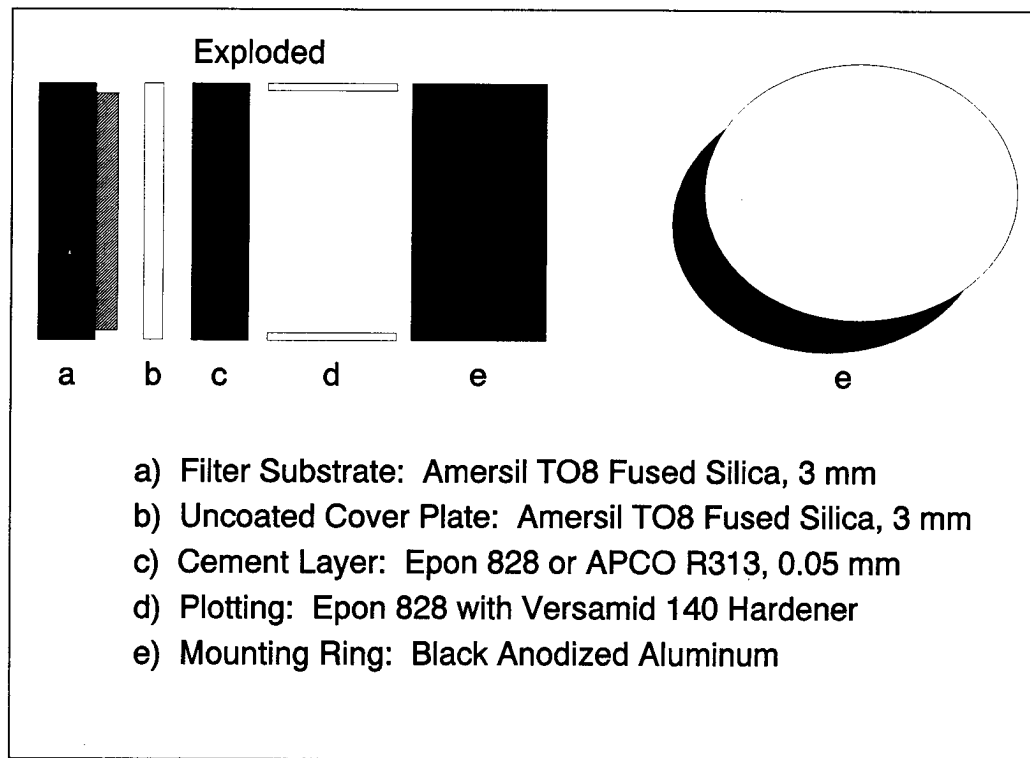 Exploded
a b c d e e
a) Filter Substrate: Amersil TO8 Fused Silica, 3 mm
b) Uncoated Cover Plate: Amersil TO8 Fused Silica, 3 mm
c) Cement Layer: Epon 828 or APCO R313, 0.05 mm
d) Plotting: Epon 828 with Versamid 140 Hardener
e) Mounting Ring: Black Anodized Aluminum